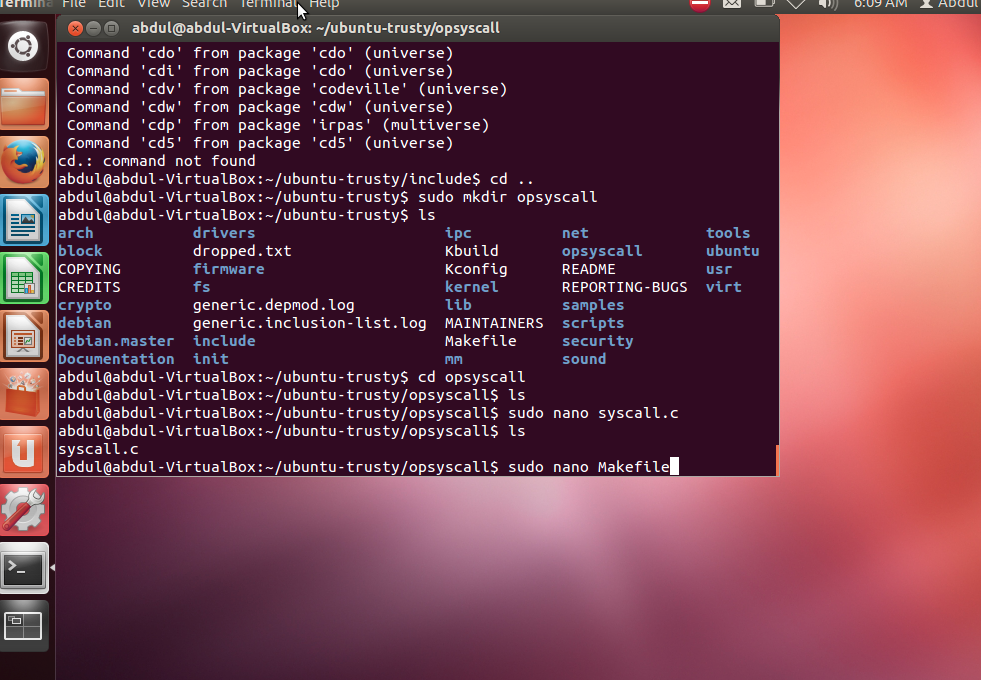 Terminal File Edit View Search Terminal Help 6:09 AM Abdul
abdul@abdul-VirtualBox: ~/ubuntu-trusty/opsyscall
Command 'cdo' from package 'cdo' (universe)
Command 'cdi' from package 'cdo' (universe)
Command 'cdv' from package 'codeville' (universe)
Command 'cdw' from package 'cdw' (universe)
Command 'cdp' from package 'irpas' (multiverse)
Command 'cd5' from package 'cd5' (universe)
cd.: command not found
abdul@abdul-VirtualBox:~/ubuntu-trusty/include$ cd ..
abdul@abdul-VirtualBox:~/ubuntu-trusty$ sudo mkdir opsyscall
abdul@abdul-VirtualBox:~/ubuntu-trusty$ ls
arch drivers ipc net tools
block dropped.txt Kbuild opsyscall ubuntu
COPYING firmware Kconfig README usr
CREDITS fs kernel REPORTING-BUGS virt
crypto generic.depmod.log lib samples
debian generic.inclusion-list.log MAINTAINERS scripts
debian.master include Makefile security
Documentation init mm sound
abdul@abdul-VirtualBox:~/ubuntu-trusty$ cd opsyscall
abdul@abdul-VirtualBox:~/ubuntu-trusty/opsyscall$ ls
abdul@abdul-VirtualBox:~/ubuntu-trusty/opsyscall$ sudo nano syscall.c
abdul@abdul-VirtualBox:~/ubuntu-trusty/opsyscall$ ls
syscall.c
abdul@abdul-VirtualBox:~/ubuntu-trusty/opsyscall$ sudo nano Makefile